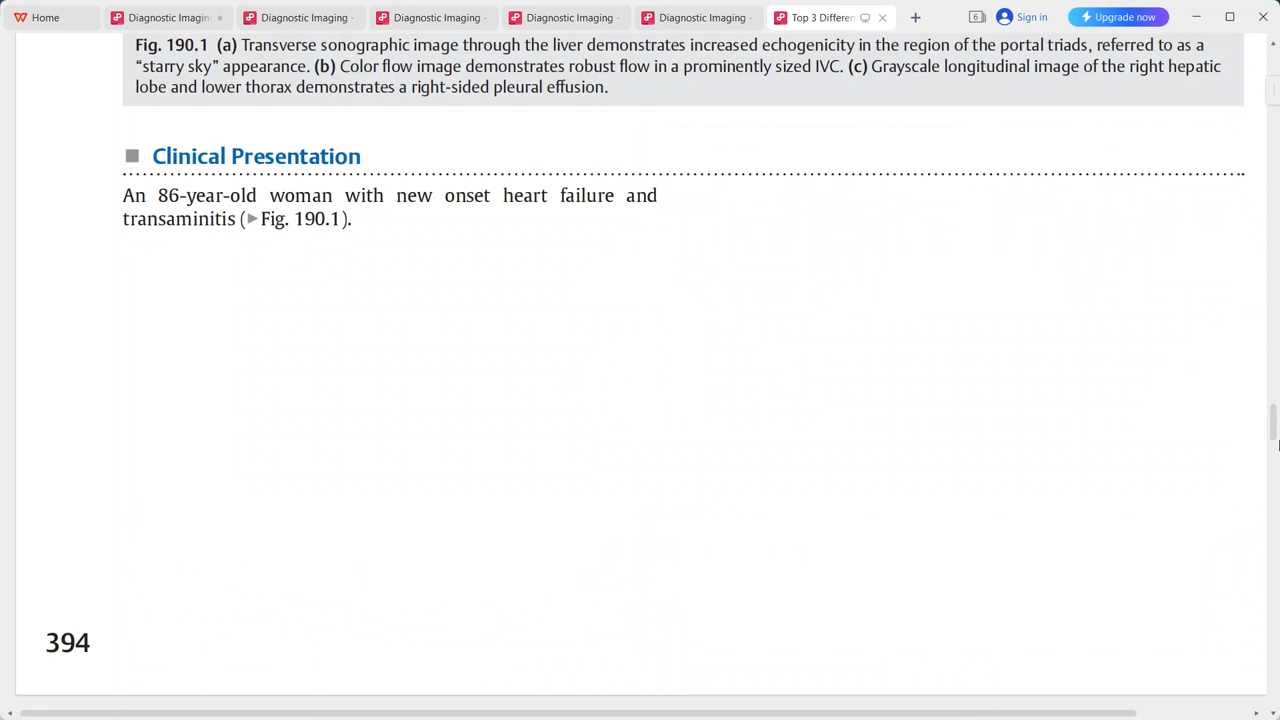 Home
Diagnostic Imaging
Diagnostic Imaging -
Diagnostic Imaging -
Diagnostic Imaging -
Diagnostic Imaging -
Top 3 Differen
6
Sign in
Upgrade now
Fig. 190.1 (a) Transverse sonographic image through the liver demonstrates increased echogenicity in the region of the portal triads, referred to as a
“starry sky” appearance. (b) Color flow image demonstrates robust flow in a prominently sized IVC. (c) Grayscale longitudinal image of the right hepatic
lobe and lower thorax demonstrates a right-sided pleural effusion.
Clinical Presentation
An 86-year-old woman with new onset heart failure and
transaminitis (▶Fig. 190.1).
394